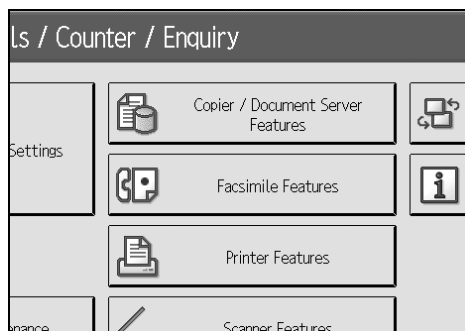 ls / Counter / Enquiry
Copier / Document Server
Features
Settings
Facsimile Features
Printer Features
Scanner Features